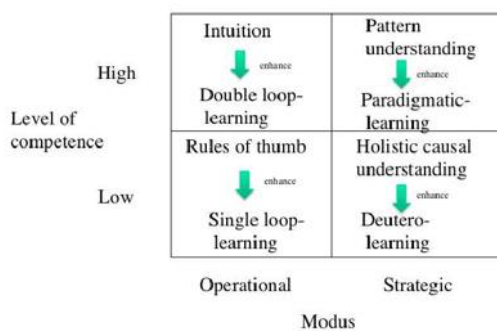 Intuition
enhance
Double loop-
learning
Pattern
understanding
enhance
Paradigmatic-
learning
High
Level of
competence
Rules of thumb
enhance
Single loop-
learning
Holistic causal
understanding
enhance
Deutero-
learning
Low
Operational
Strategic
Modus